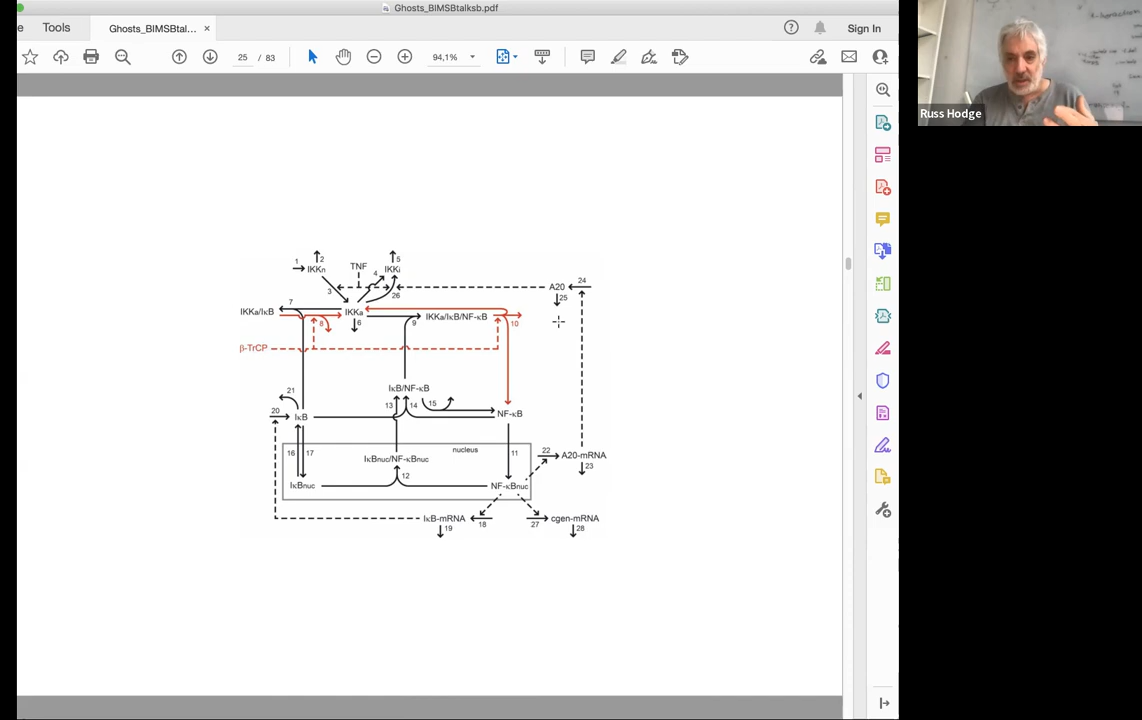 Ghosts_BIMSBtalksb.pdf
e Tools Ghosts_BIMSBtal... × Sign In
25 / 83 94,1%
Russ Hodge
1 2 5
IKKn TNF IKKi
4
3 26
A20 24
25
7
IKKa/IκB IKKa IKKa/IκB/NF-κB
8 6 9 10
β-TrCP
21 IκB/NF-κB
20 13 14 15
IκB NF-κB
nucleus
16 17 IκBnuc/NF-κBnuc 11 22 A20-mRNA
12 23
IκBnuc NF-κBnuc
IκB-mRNA 18 27 cgen-mRNA
19 28